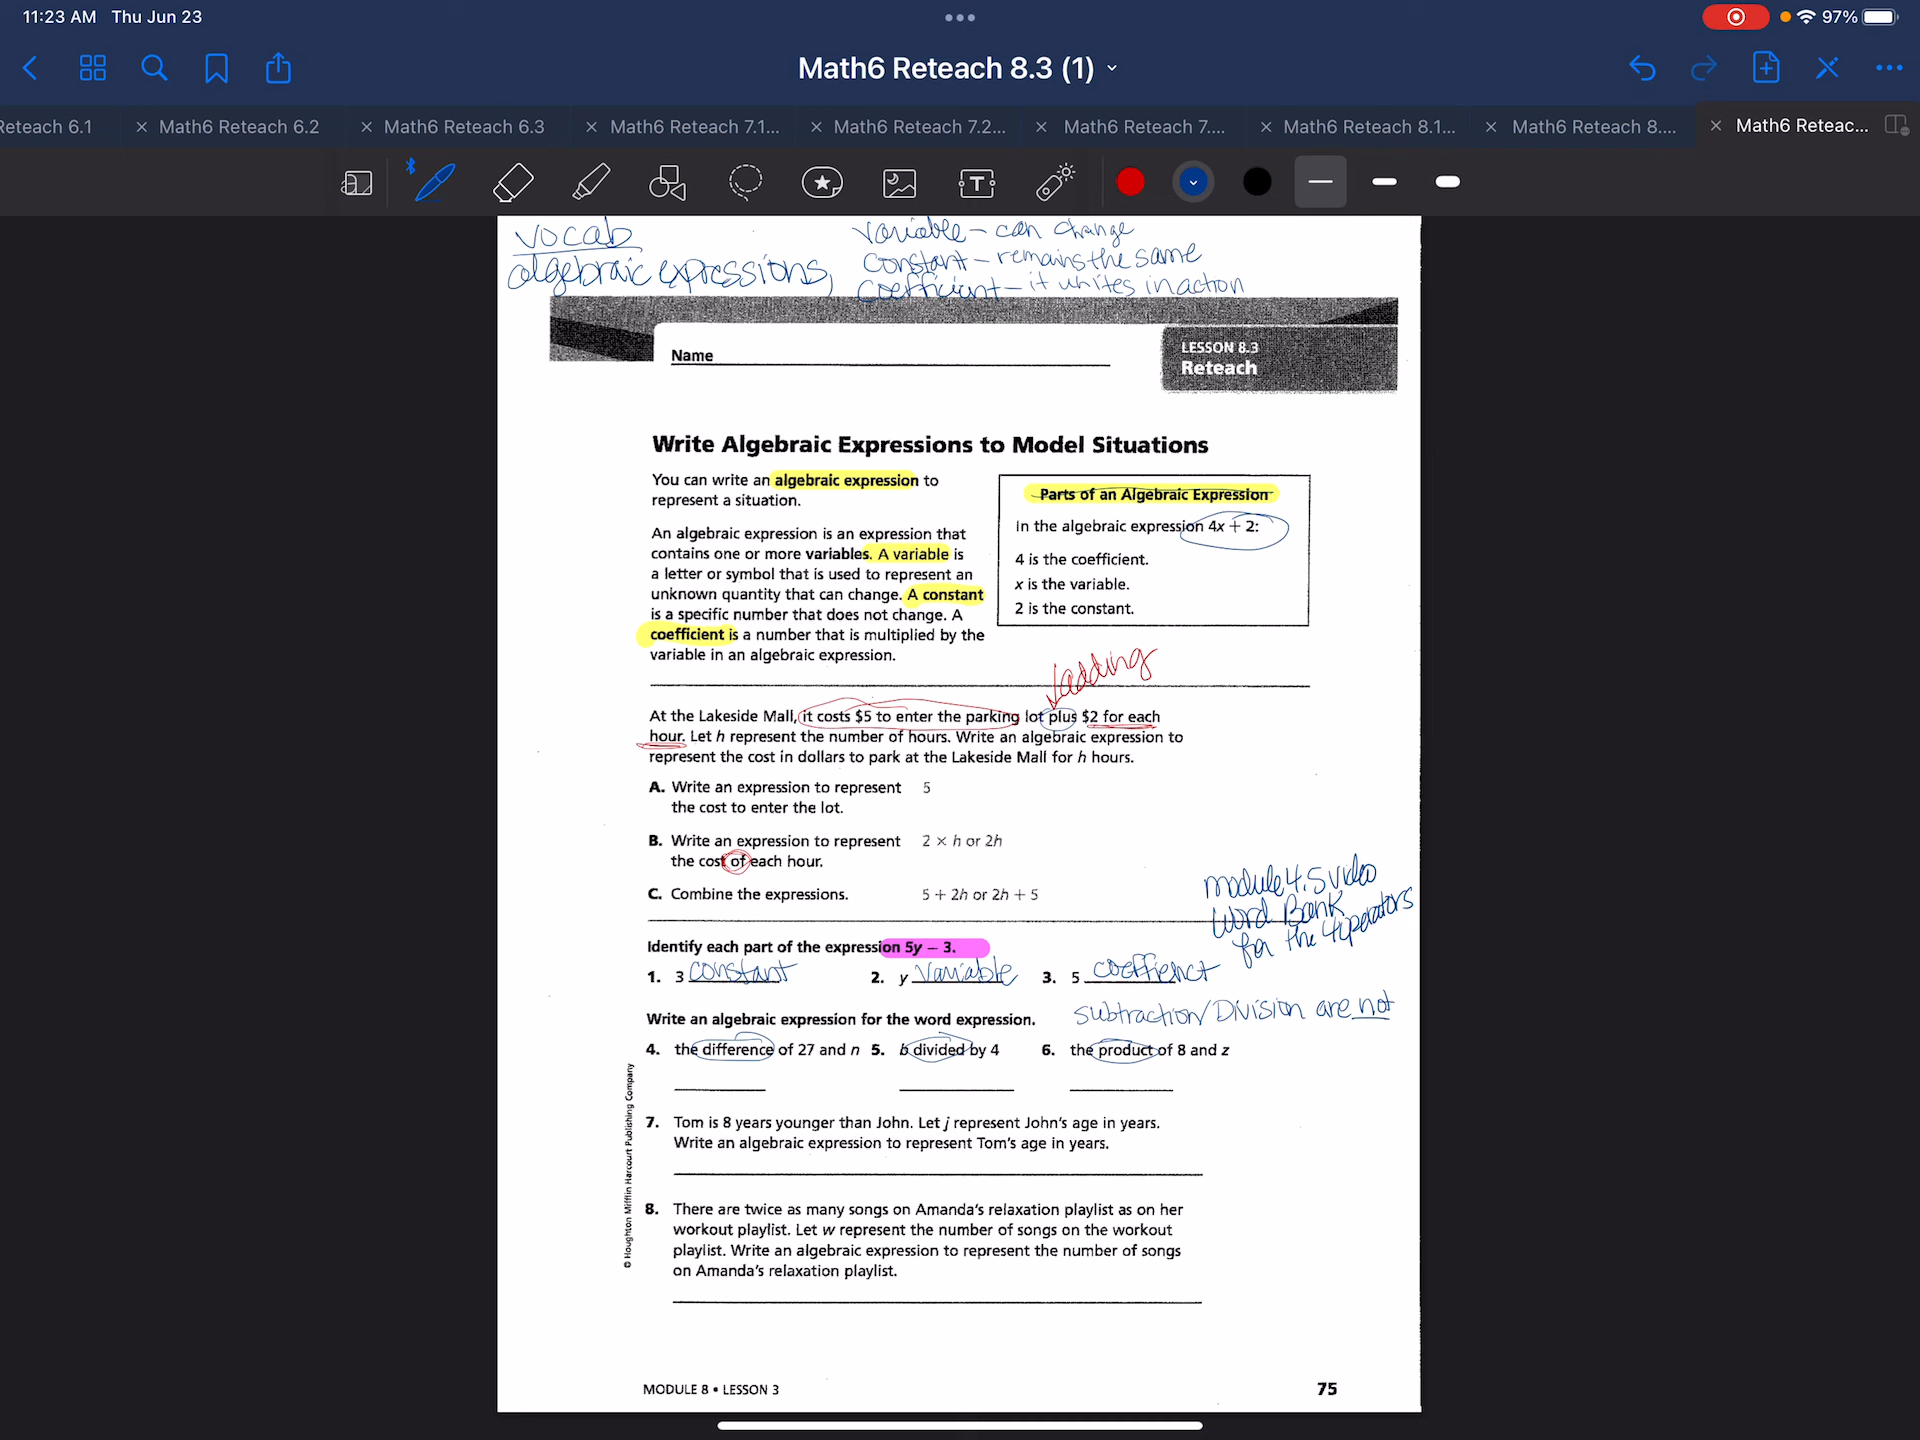 11:23 AM Thu Jun 23
97%
Math6 Reteach 8.3 (1)
Reteach 6.1
Math6 Reteach 6.2
Math6 Reteach 6.3
Math6 Reteach 7.1...
Math6 Reteach 7.2...
Math6 Reteach 7....
Math6 Reteach 8.1...
Math6 Reteach 8....
Math6 Reteac...
vocab
algebraic expressions,
variable - can change
constant - remains the same
coefficient - it unites in action
Name
LESSON 8.3
Reteach
Write Algebraic Expressions to Model Situations
You can write an algebraic expression to
represent a situation.
An algebraic expression is an expression that
contains one or more variables. A variable is
a letter or symbol that is used to represent an
unknown quantity that can change. A constant
is a specific number that does not change. A
coefficient is a number that is multiplied by the
variable in an algebraic expression.
Parts of an Algebraic Expression
In the algebraic expression 4x + 2:
4 is the coefficient.
x is the variable.
2 is the constant.
adding
At the Lakeside Mall, it costs $5 to enter the parking lot plus $2 for each
hour. Let h represent the number of hours. Write an algebraic expression to
represent the cost in dollars to park at the Lakeside Mall for h hours.
A. Write an expression to represent 5
the cost to enter the lot.
B. Write an expression to represent 2 × h or 2h
the cost of each hour.
C. Combine the expressions. 5 + 2h or 2h + 5
module 4.5 video
Word Bank
for the 4 operators
Identify each part of the expression 5y − 3.
1. 3 constant 2. y variable 3. 5 coeffienct
subtraction/Division are not
Write an algebraic expression for the word expression.
4. the difference of 27 and n 5. b divided by 4 6. the product of 8 and z
7. Tom is 8 years younger than John. Let j represent John's age in years.
Write an algebraic expression to represent Tom's age in years.
8. There are twice as many songs on Amanda's relaxation playlist as on her
workout playlist. Let w represent the number of songs on the workout
playlist. Write an algebraic expression to represent the number of songs
on Amanda's relaxation playlist.
© Houghton Mifflin Harcourt Publishing Company
MODULE 8 • LESSON 3
75